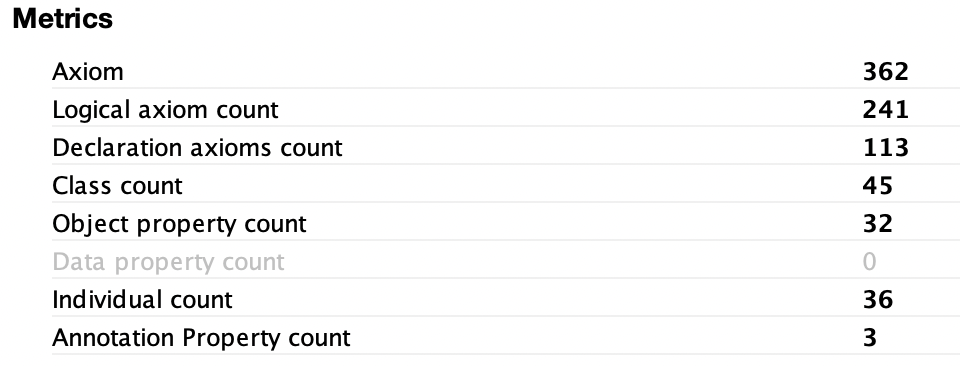 Metrics
Axiom 362
Logical axiom count 241
Declaration axioms count 113
Class count 45
Object property count 32
Data property count 0
Individual count 36
Annotation Property count 3